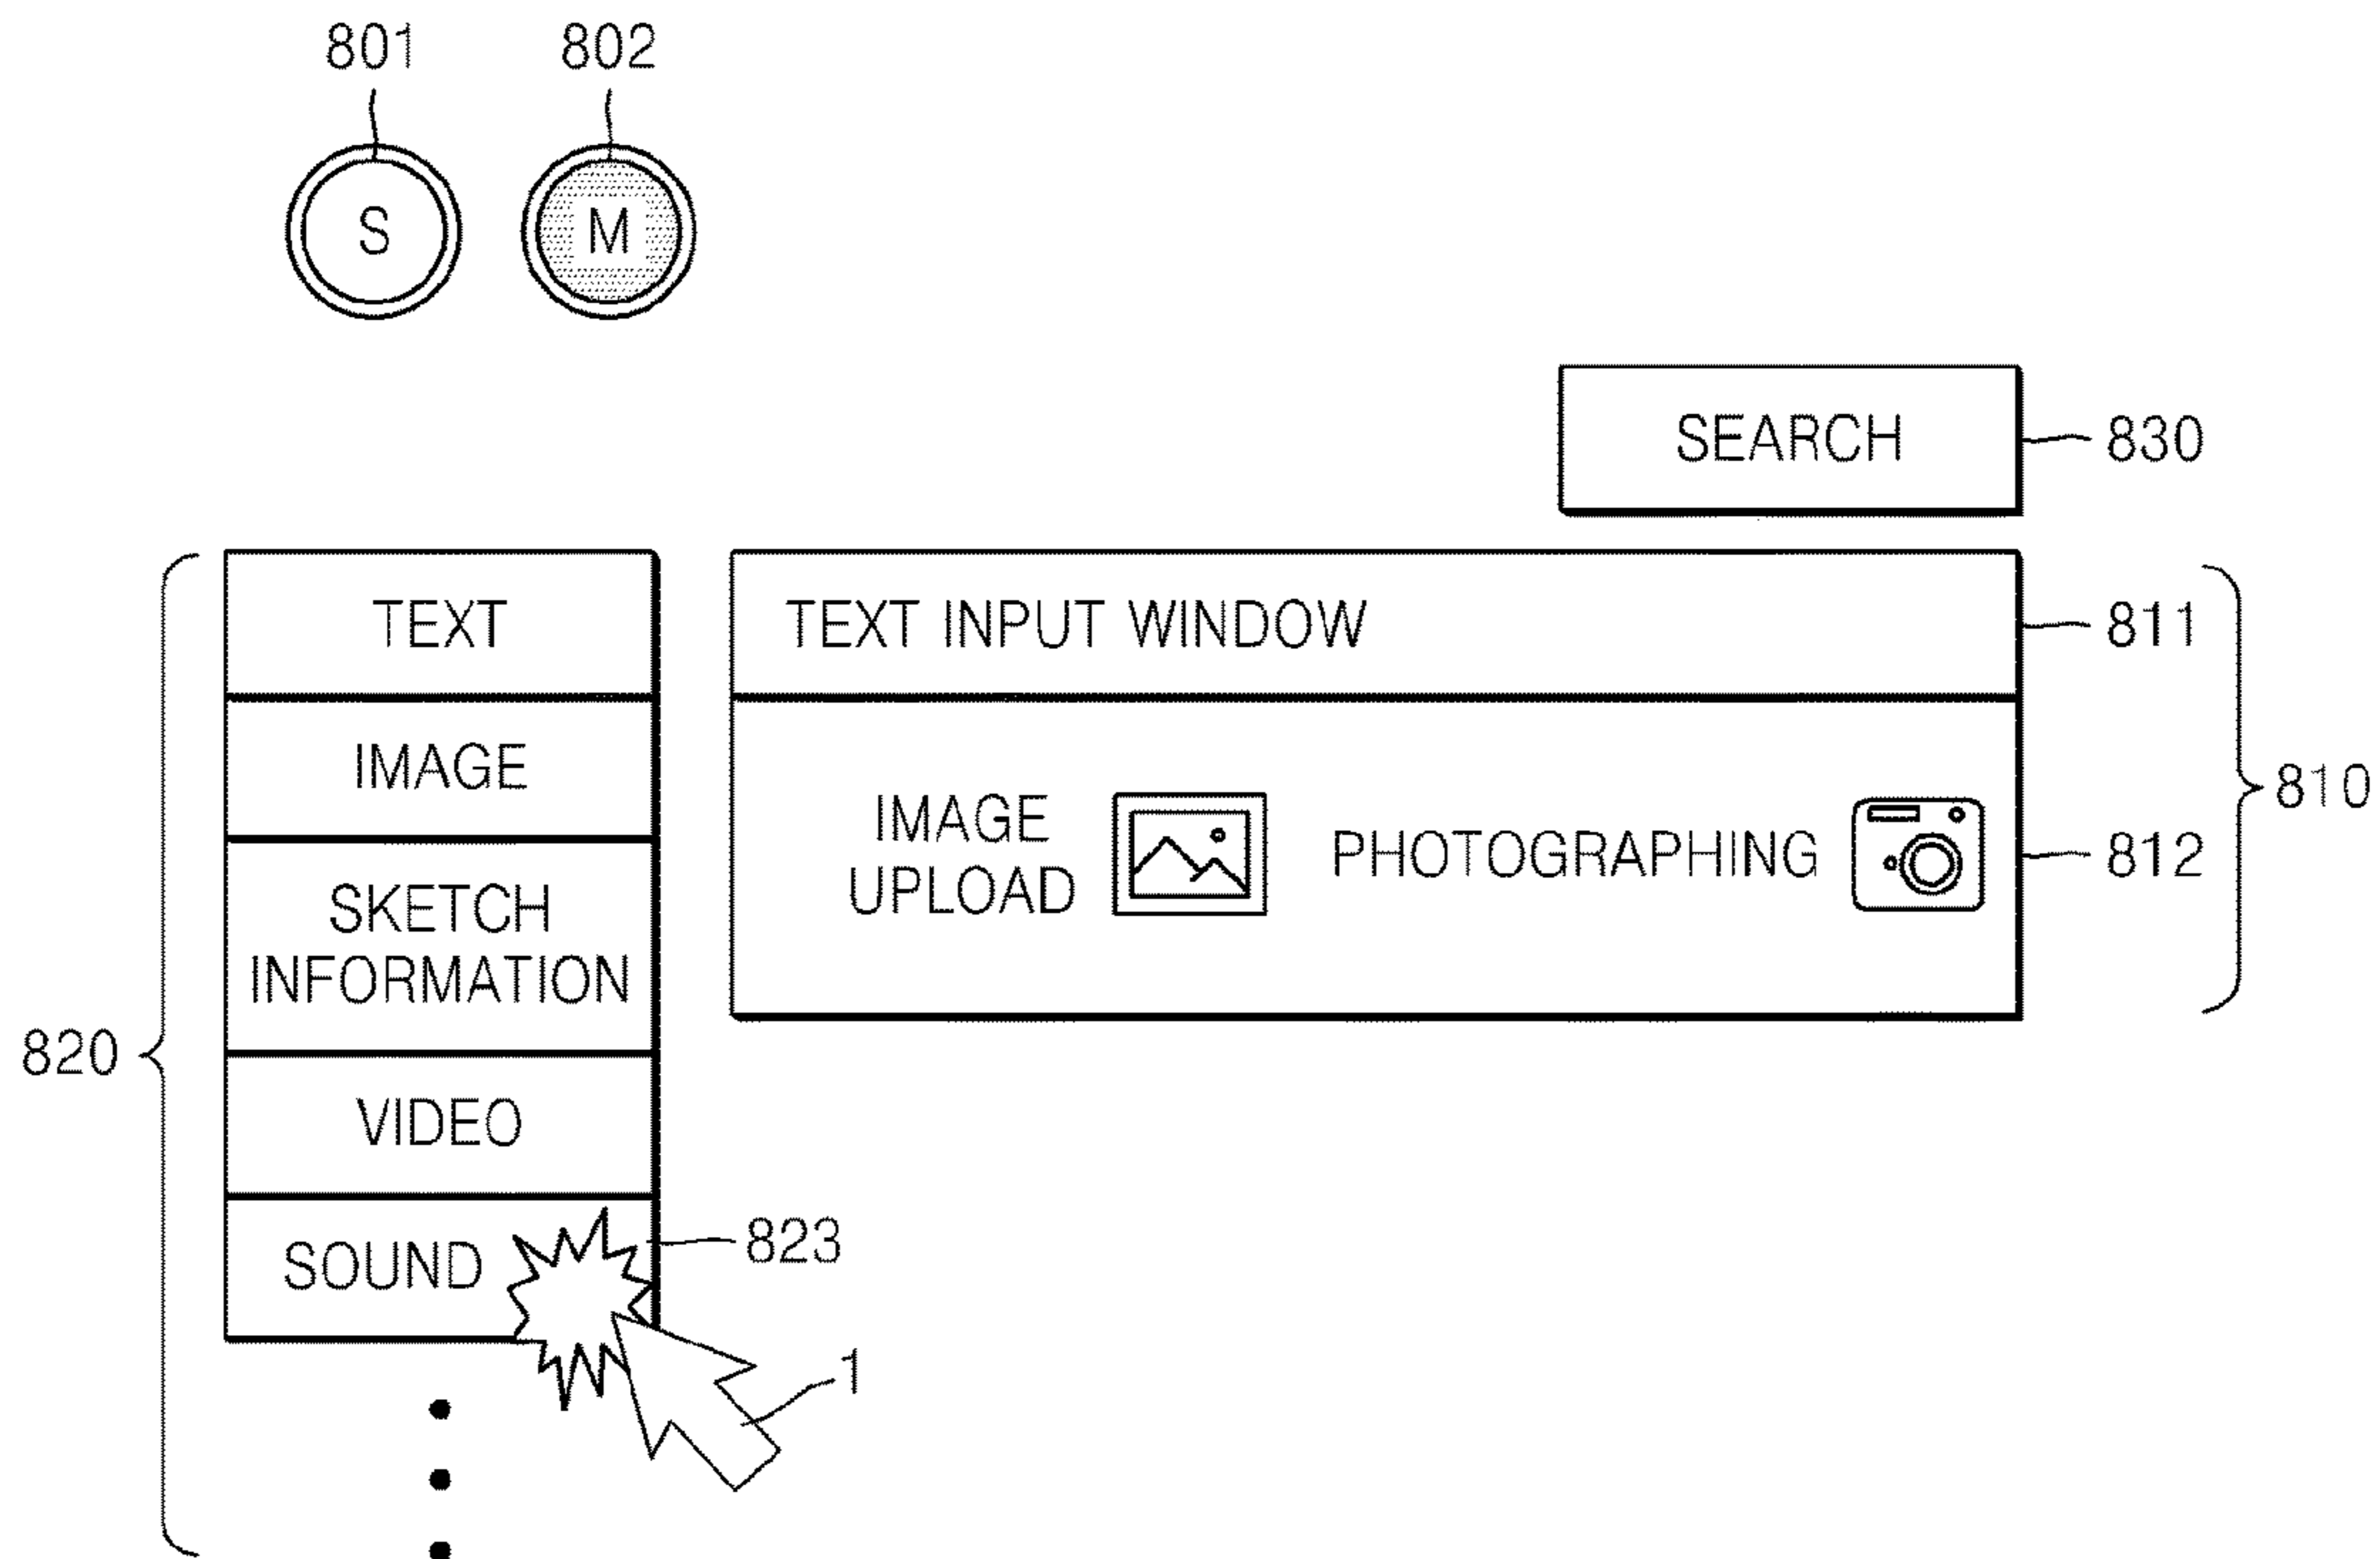 801 802
S M
SEARCH 830
TEXT
IMAGE
SKETCH
INFORMATION
VIDEO
SOUND
820
823
1
TEXT INPUT WINDOW 811
IMAGE
UPLOAD
PHOTOGRAPHING 812
810